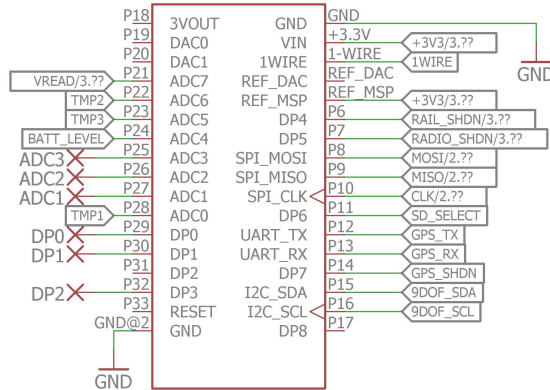 P18 3VOUT GND GND
P19 DAC0 VIN +3.3V +3V3/3.??
P20 DAC1 1WIRE 1-WIRE 1WIRE GND
VREAD/3.?? P21 ADC7 REF_DAC REF_DAC
TMP2 P22 ADC6 REF_MSP REF_MSP +3V3/3.??
TMP3 P23 ADC5 DP4 P6 RAIL_SHDN/3.??
BATT_LEVEL P24 ADC4 DP5 P7 RADIO_SHDN/3.??
ADC3 P25 ADC3 SPI_MOSI P8 MOSI/2.??
ADC2 P26 ADC2 SPI_MISO P9 MISO/2.??
ADC1 P27 ADC1 SPI_CLK P10 CLK/2.??
TMP1 P28 ADC0 DP6 P11 SD_SELECT
DP0 P29 DP0 UART_TX P12 GPS_TX
DP1 P30 DP1 UART_RX P13 GPS_RX
P31 DP2 DP7 P14 GPS_SHDN
DP2 P32 DP3 I2C_SDA P15 9DOF_SDA
P33 RESET I2C_SCL P16 9DOF_SCL
GND@2 GND DP8 P17
GND